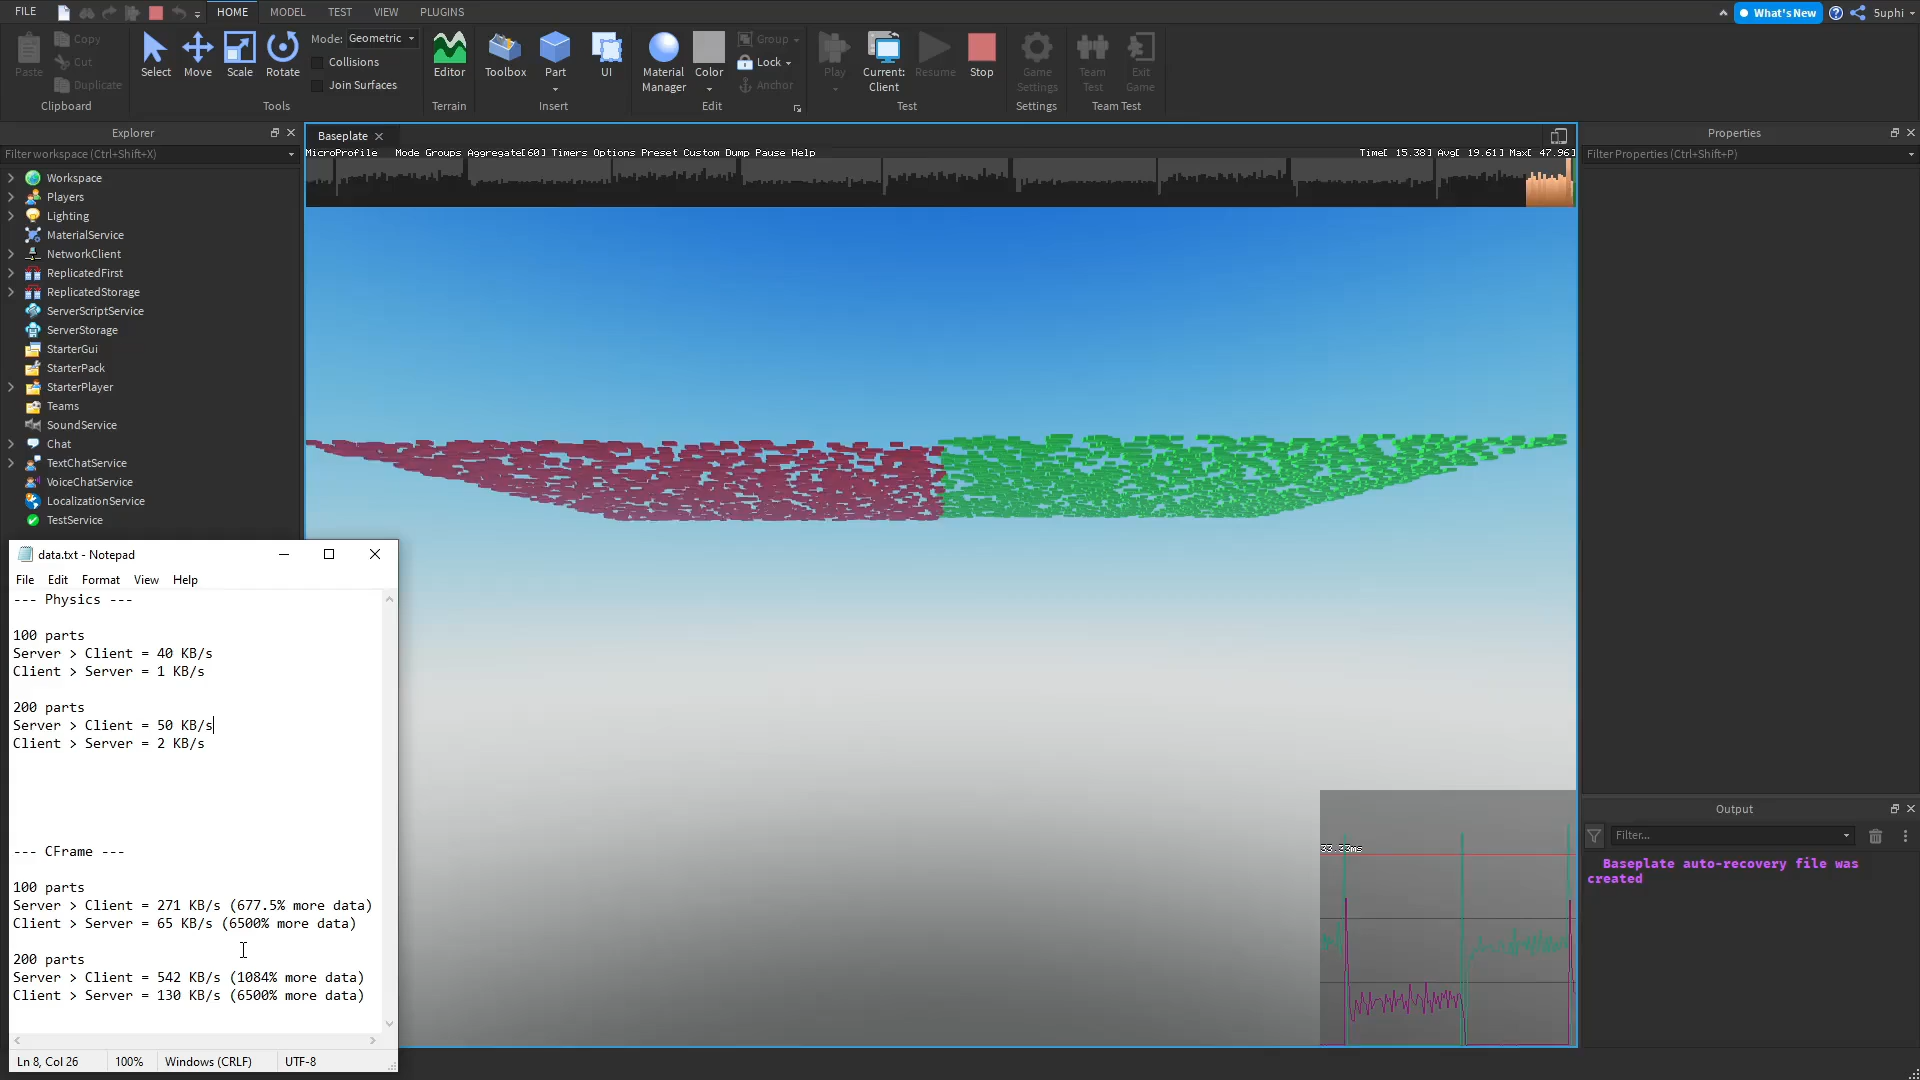 FILE
HOME
MODEL
TEST
VIEW
PLUGINS
What's New
Suphi
Paste
Copy
Cut
Duplicate
Clipboard
Select
Move
Scale
Rotate
Mode: Geometric
Collisions
Join Surfaces
Tools
Editor
Terrain
Toolbox
Part
UI
Insert
Material
Manager
Color
Group
Lock
Anchor
Edit
Play
Current:
Client
Resume
Stop
Test
Game
Settings
Settings
Team
Test
Exit
Game
Team Test
Explorer
Filter workspace (Ctrl+Shift+X)
Workspace
Players
Lighting
MaterialService
NetworkClient
ReplicatedFirst
ReplicatedStorage
ServerScriptService
ServerStorage
StarterGui
StarterPack
StarterPlayer
Teams
SoundService
Chat
TextChatService
VoiceChatService
LocalizationService
TestService
Baseplate
MicroProfile Mode Groups Aggregate[60] Timers Options Preset Custom Dump Pause Help
Time[ 15.38] Avg[ 19.61] Max[ 47.96]
33.33ms
Properties
Filter Properties (Ctrl+Shift+P)
Output
Filter...
Baseplate auto-recovery file was
created
data.txt - Notepad
File Edit Format View Help
--- Physics ---
100 parts
Server > Client = 40 KB/s
Client > Server = 1 KB/s
200 parts
Server > Client = 50 KB/s
Client > Server = 2 KB/s
--- CFrame ---
100 parts
Server > Client = 271 KB/s (677.5% more data)
Client > Server = 65 KB/s (6500% more data)
200 parts
Server > Client = 542 KB/s (1084% more data)
Client > Server = 130 KB/s (6500% more data)
Ln 8, Col 26
100%
Windows (CRLF)
UTF-8